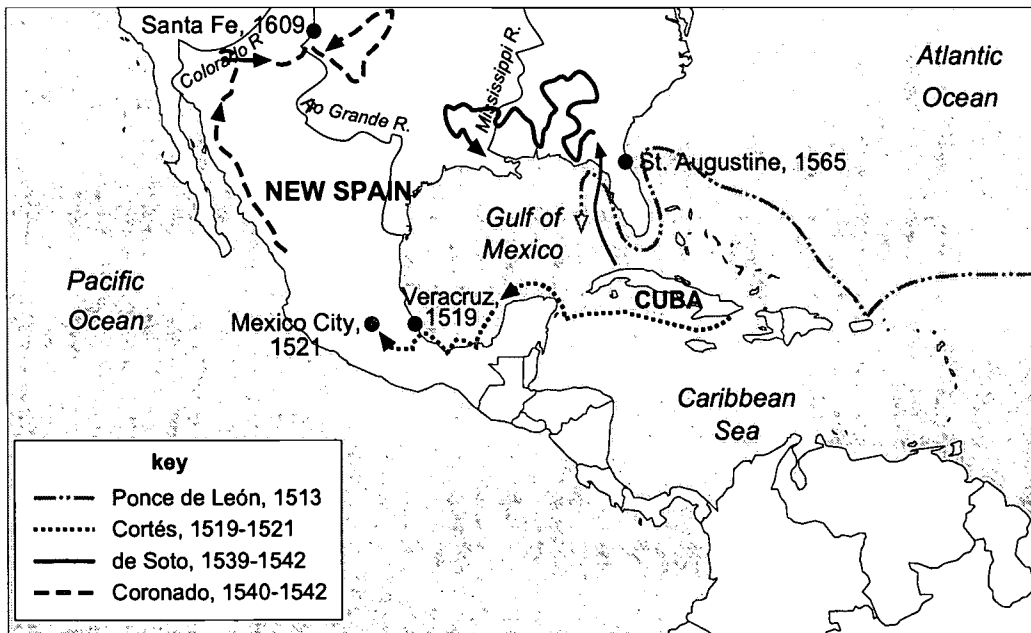 Santa Fe, 1609
Colorado R.
Rio Grande R.
Mississippi R.
Atlantic
Ocean
St. Augustine, 1565
NEW SPAIN
Gulf of
Mexico
Pacific
Ocean
Veracruz,
1519
CUBA
Mexico City,
1521
Caribbean
Sea
key
Ponce de León, 1513
Cortés, 1519-1521
de Soto, 1539-1542
Coronado, 1540-1542